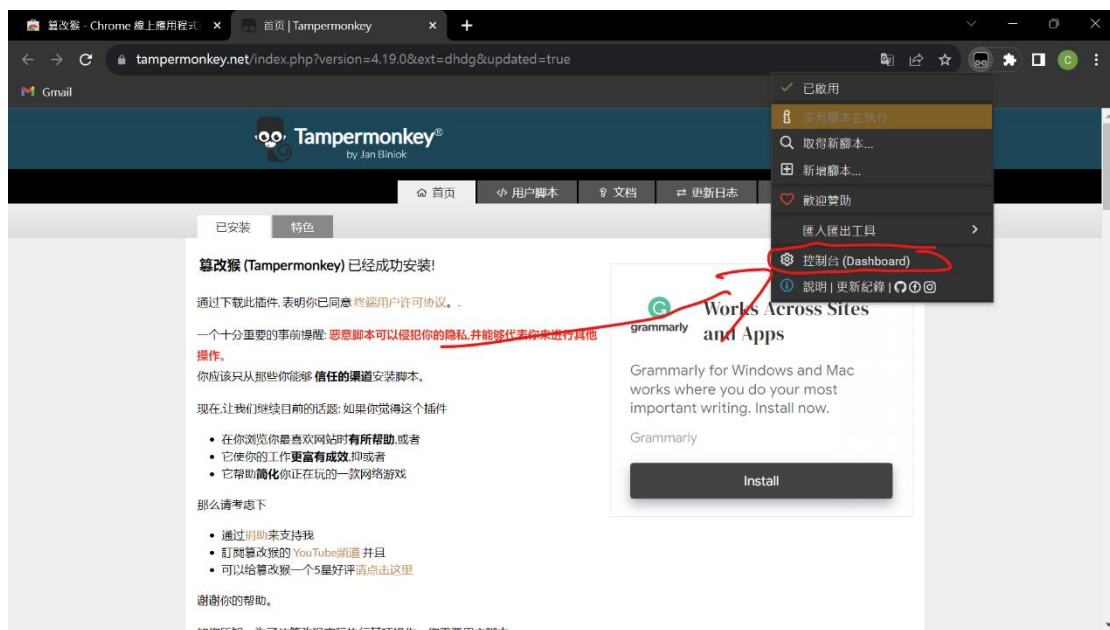 篡改猴 - Chrome 線上應用程式
首页 | Tampermonkey
tampermonkey.net/index.php?version=4.19.0&ext=dhdg&updated=true
C
Gmail
已啟用
沒有腳本在執行
取得新腳本...
新增腳本...
歡迎贊助
匯入匯出工具
控制台 (Dashboard)
說明 | 更新紀錄 |
Tampermonkey®
by Jan Biniok
首页
用户脚本
文档
更新日志
已安装
特色
篡改猴 (Tampermonkey) 已经成功安装!
通过下载此插件, 表明你已同意 终端用户许可协议。.
一个十分重要的事前提醒: 恶意脚本可以侵犯你的隐私,并能够代表你来进行其他
操作。
你应该只从那些你能够 信任的渠道安装脚本。
现在,让我们继续目前的话题: 如果你觉得这个插件
在你浏览你最喜欢网站时有所帮助,或者
它使你的工作更富有成效,抑或者
它帮助简化你正在玩的一款网络游戏
那么请考虑下
通过捐助来支持我
訂閱篡改猴的 YouTube频道 并且
可以给篡改猴一个5星好评请点击这里
谢谢你的帮助。
grammarly
Works Across Sites
and Apps
Grammarly for Windows and Mac
works where you do your most
important writing. Install now.
Grammarly
Install